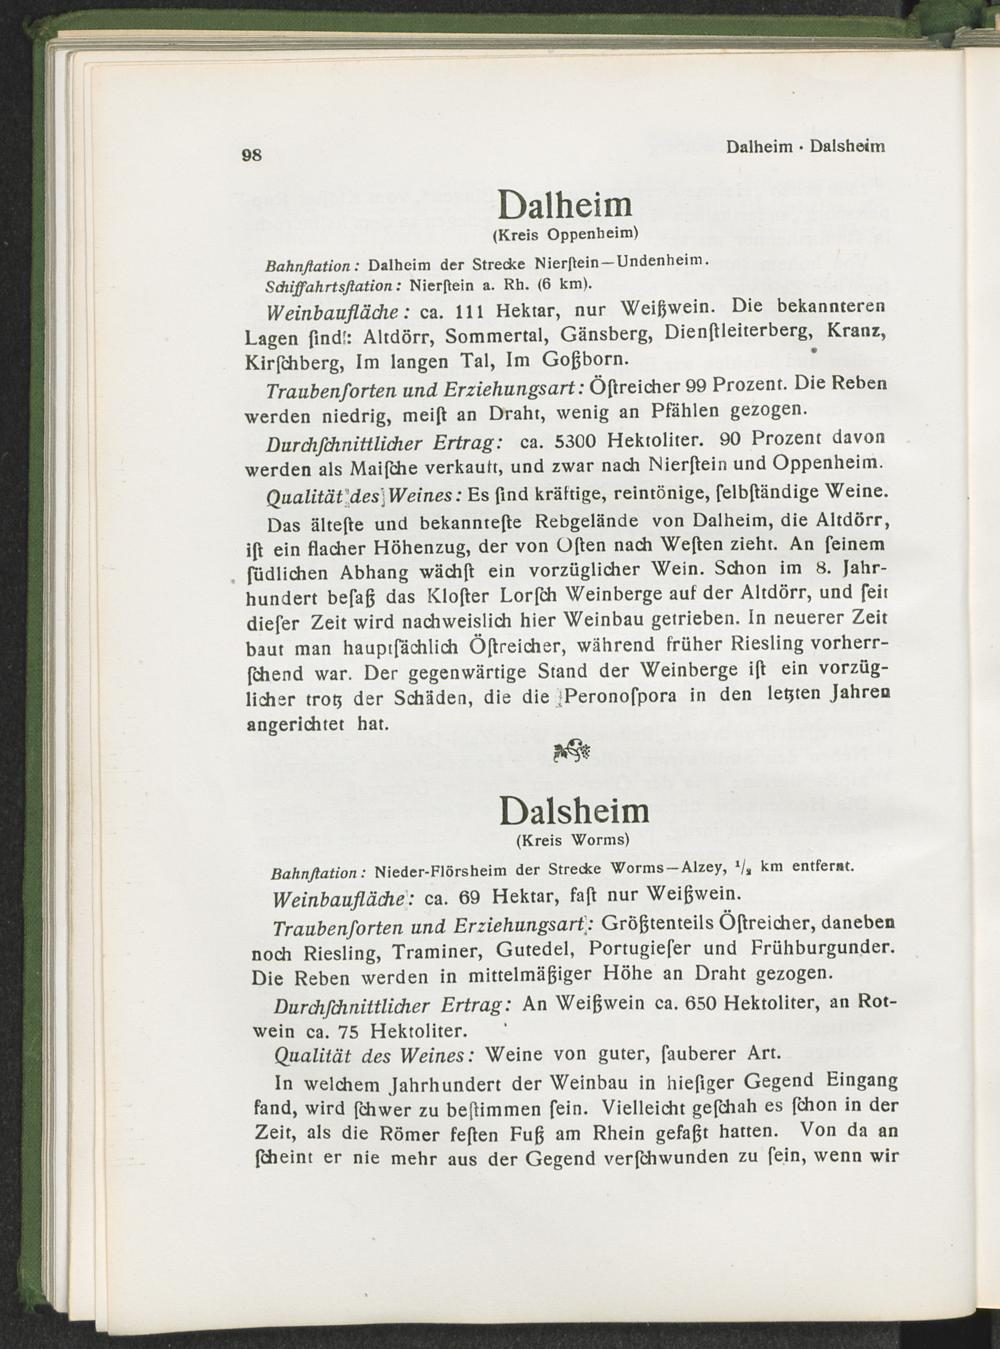 98
Dalheim · Dalsheim
Dalheim
(Kreis Oppenheim)
Bahnſtation: Dalheim der Strecke Nierſtein—Undenheim.
Schiffahrtsſtation: Nierſtein a. Rh. (6 km).
Weinbaufläche: ca. 111 Hektar, nur Weißwein. Die bekannteren
Lagen ſind: Altdörr, Sommertal, Gänsberg, Dienſtleiterberg, Kranz,
Kirſchberg, Im langen Tal, Im Goßborn.
Traubenſorten und Erziehungsart: Öſtreicher 99 Prozent. Die Reben
werden niedrig, meiſt an Draht, wenig an Pfählen gezogen.
Durchſchnittlicher Ertrag: ca. 5300 Hektoliter. 90 Prozent davon
werden als Maiſche verkauft, und zwar nach Nierſtein und Oppenheim.
Qualität des Weines: Es ſind kräftige, reintönige, ſelbſtändige Weine.
Das älteſte und bekannteſte Rebgelände von Dalheim, die Altdörr,
iſt ein flacher Höhenzug, der von Oſten nach Weſten zieht. An ſeinem
ſüdlichen Abhang wächſt ein vorzüglicher Wein. Schon im 8. Jahr-
hundert beſaß das Kloſter Lorſch Weinberge auf der Altdörr, und ſeit
dieſer Zeit wird nachweislich hier Weinbau getrieben. In neuerer Zeit
baut man hauptſächlich Öſtreicher, während früher Riesling vorherr-
ſchend war. Der gegenwärtige Stand der Weinberge iſt ein vorzüg-
licher trotz der Schäden, die die Peronoſpora in den letzten Jahren
angerichtet hat.
Dalsheim
(Kreis Worms)
Bahnſtation: Nieder-Flörsheim der Strecke Worms—Alzey, ¹/₂ km entfernt.
Weinbaufläche: ca. 69 Hektar, faſt nur Weißwein.
Traubenſorten und Erziehungsart: Größtenteils Öſtreicher, daneben
noch Riesling, Traminer, Gutedel, Portugieſer und Frühburgunder.
Die Reben werden in mittelmäßiger Höhe an Draht gezogen.
Durchſchnittlicher Ertrag: An Weißwein ca. 650 Hektoliter, an Rot-
wein ca. 75 Hektoliter.
Qualität des Weines: Weine von guter, ſauberer Art.
In welchem Jahrhundert der Weinbau in hieſiger Gegend Eingang
fand, wird ſchwer zu beſtimmen ſein. Vielleicht geſchah es ſchon in der
Zeit, als die Römer feſten Fuß am Rhein gefaßt hatten. Von da an
ſcheint er nie mehr aus der Gegend verſchwunden zu ſein, wenn wir